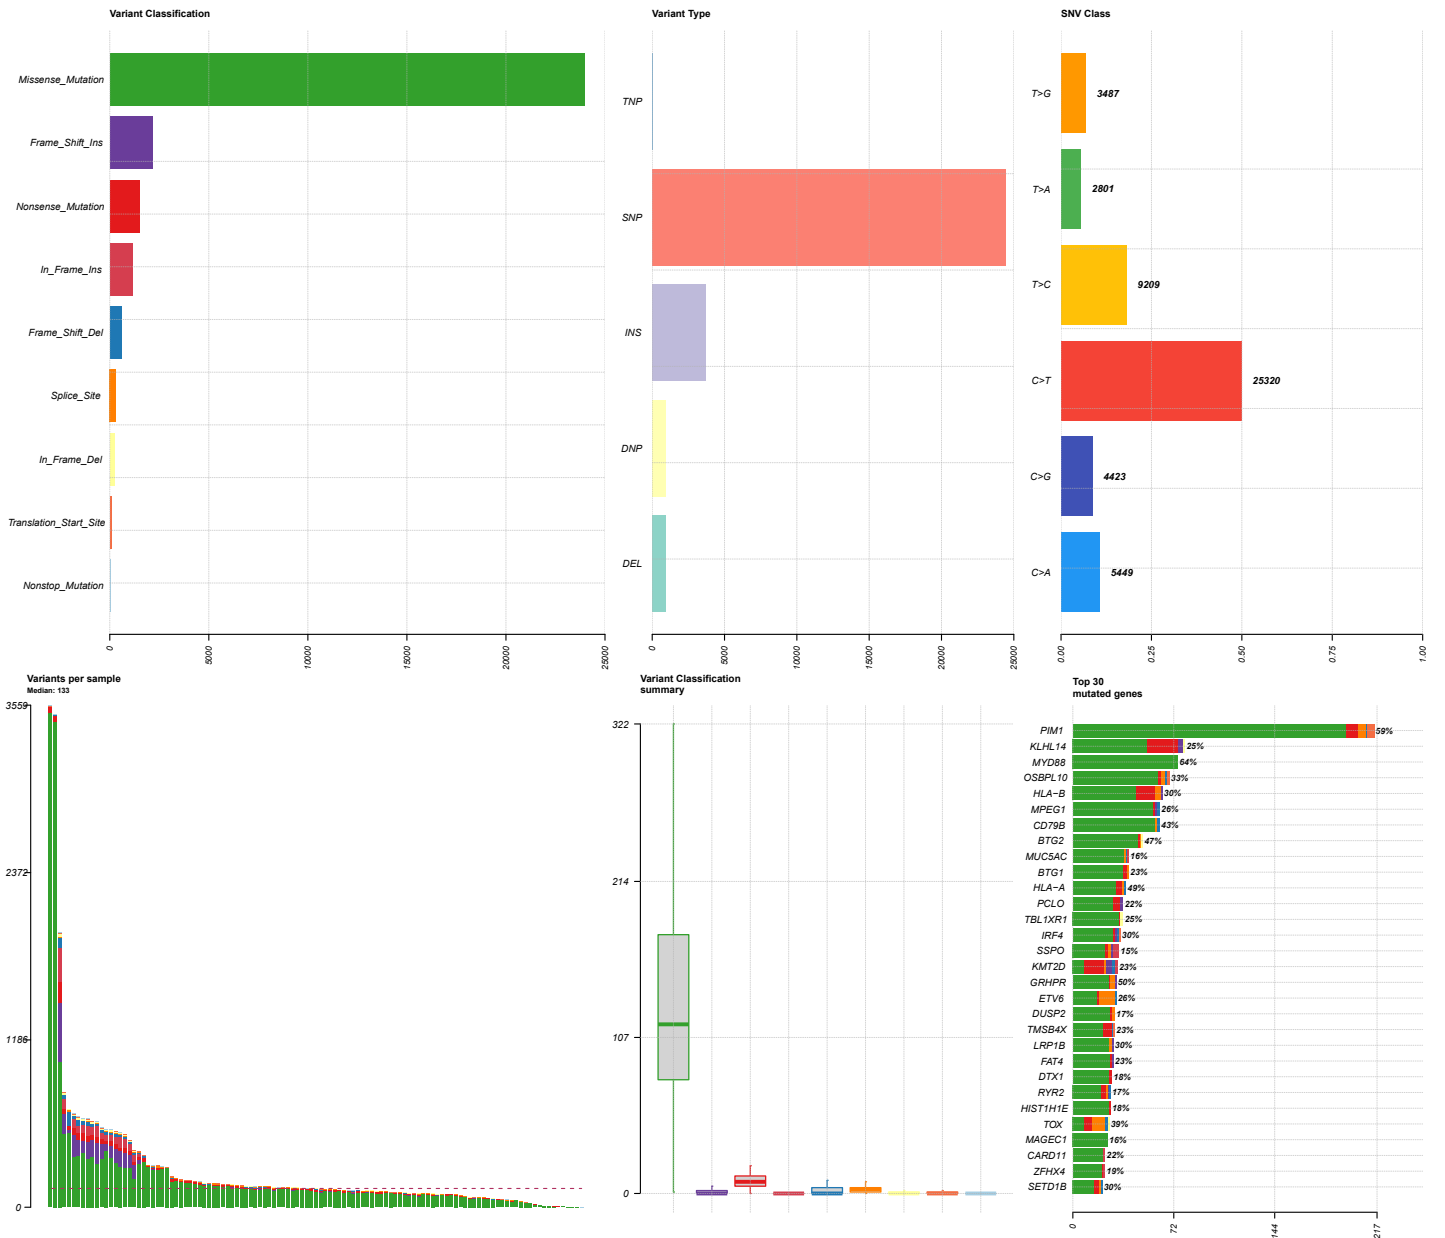 Variant Classification
Missense_Mutation
Frame_Shift_Ins
Nonsense_Mutation
In_Frame_Ins
Frame_Shift_Del
Splice_Site
In_Frame_Del
Translation_Start_Site
Nonstop_Mutation
0
5000
10000
15000
20000
25000
Variant Type
TNP
SNP
INS
DNP
DEL
0
5000
10000
15000
20000
25000
SNV Class
T>G
3487
T>A
2801
T>C
9209
C>T
25320
C>G
4423
C>A
5449
0.00
0.25
0.50
0.75
1.00
Variants per sample
Median: 133
3559
2372
1186
0
Variant Classification
summary
322
214
107
0
Top 30
mutated genes
PIM1 59%
KLHL14 25%
MYD88 64%
OSBPL10 33%
HLA−B 30%
MPEG1 26%
CD79B 43%
BTG2 47%
MUC5AC 16%
BTG1 23%
HLA−A 49%
PCLO 22%
TBL1XR1 25%
IRF4 30%
SSPO 15%
KMT2D 23%
GRHPR 50%
ETV6 26%
DUSP2 17%
TMSB4X 23%
LRP1B 30%
FAT4 23%
DTX1 18%
RYR2 17%
HIST1H1E 18%
TOX 39%
MAGEC1 16%
CARD11 22%
ZFHX4 19%
SETD1B 30%
0
72
144
217